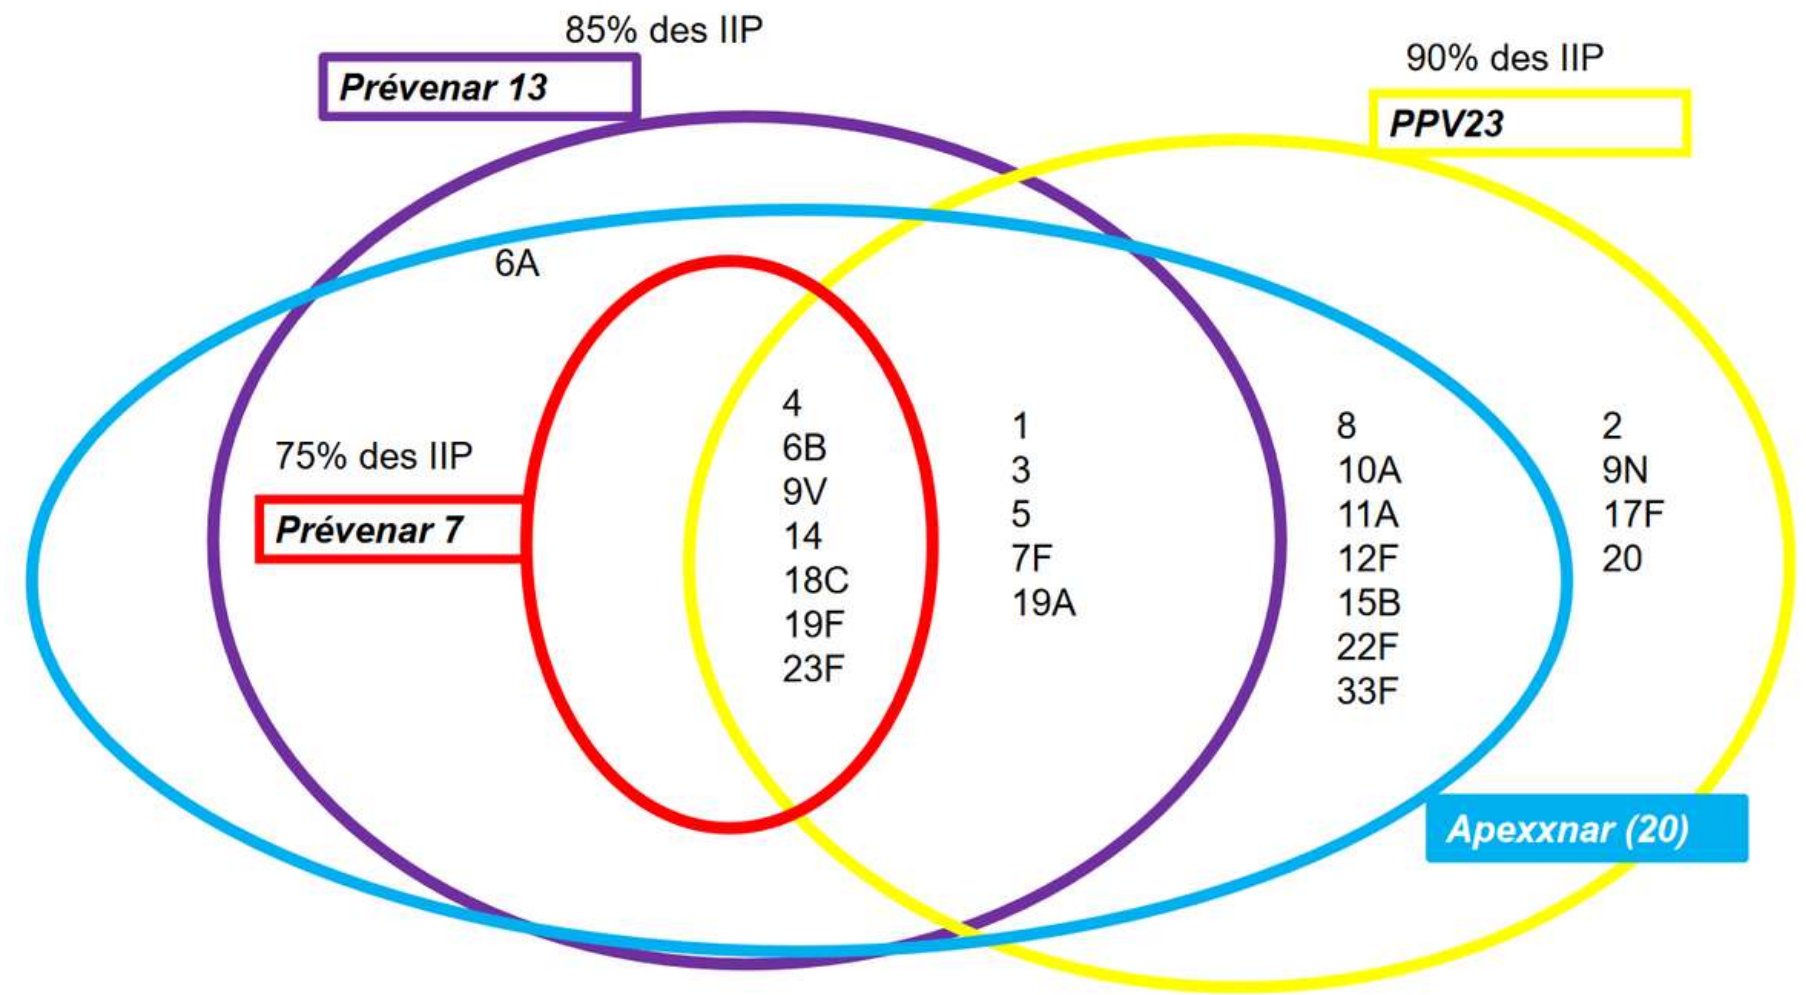 85% des IIP
Prévenar 13
90% des IIP
PPV23
6A
75% des IIP
Prévenar 7
4
6B
9V
14
18C
19F
23F
1
3
5
7F
19A
8
10A
11A
12F
15B
22F
33F
2
9N
17F
20
Apexxnar (20)